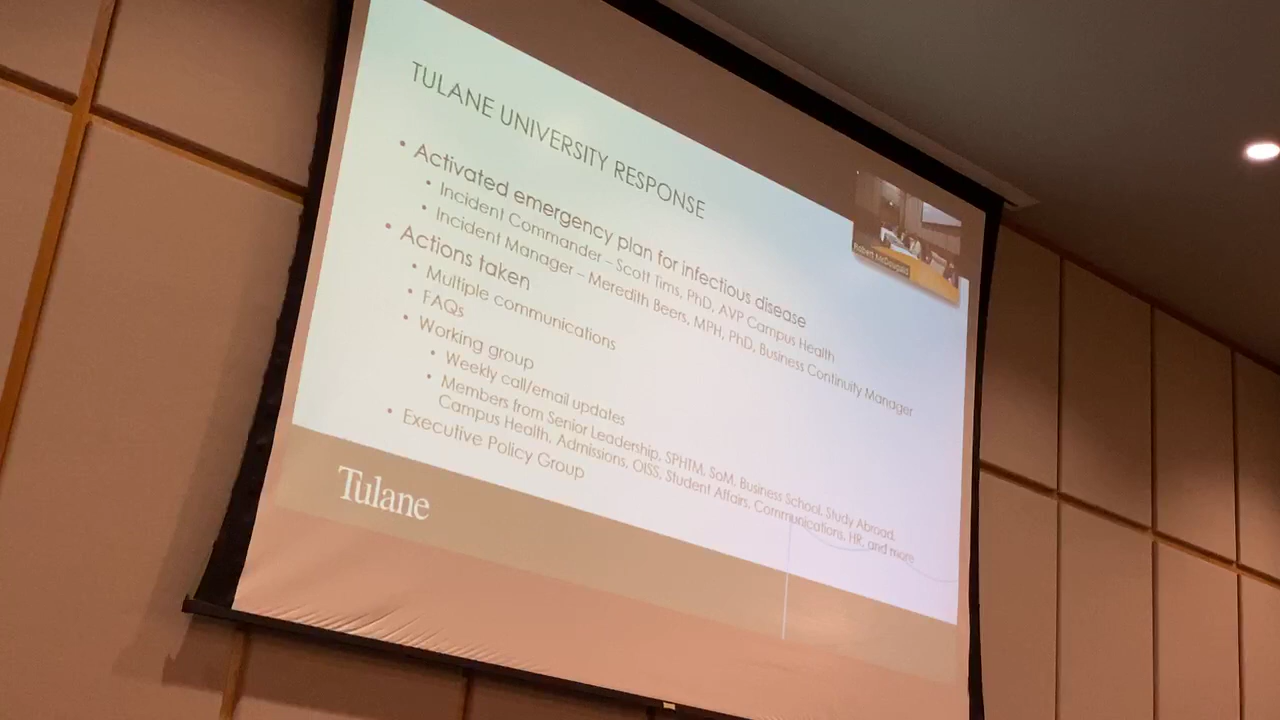 TULANE UNIVERSITY RESPONSE
• Activated emergency plan for infectious disease
• Incident Commander – Scott Tims, PhD, AVP Campus Health
• Incident Manager – Meredith Beers, MPH, PhD, Business Continuity Manager
• Actions taken
• Multiple communications
• FAQs
• Working group
• Weekly call/email updates
• Members from Senior Leadership, SPHTM, SoM, Business School, Study Abroad,
Campus Health, Admissions, OISS, Student Affairs, Communications, HR, and more
• Executive Policy Group
Tulane
Robert